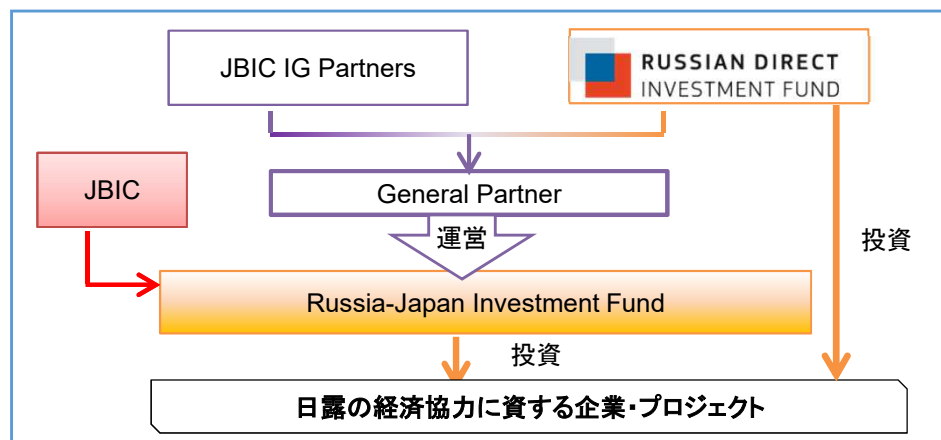 JBIC IG Partners
RUSSIAN DIRECT
INVESTMENT FUND
JBIC
General Partner
運営
投資
Russia-Japan Investment Fund
投資
日露の経済協力に資する企業・プロジェクト